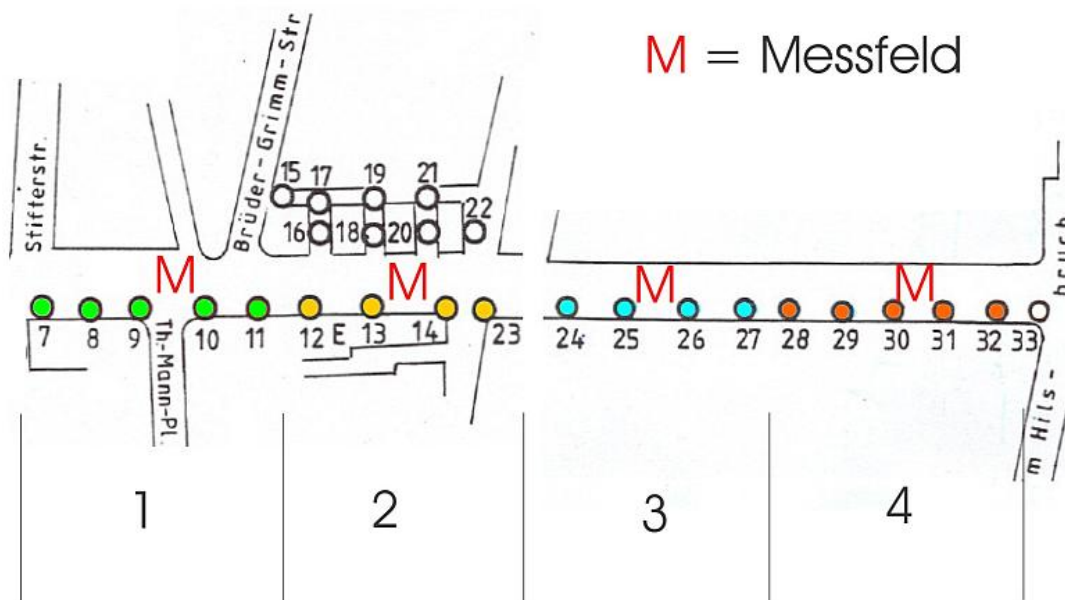 M = Messfeld
Stifterstr.
Brüder-Grimm-Str
15 17 19 21
22
16 18 20
M M M M
7 8 9 10 11 12 E 13 14 23 24 25 26 27 28 29 30 31 32 33
Th.-Mann-Pl.
m Hils-
bruch
1 2 3 4